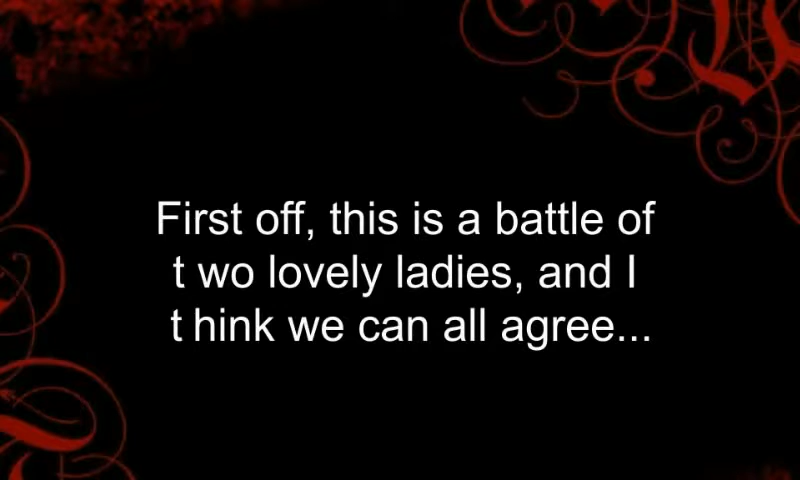 First off, this is a battle of
t wo lovely ladies, and I
t hink we can all agree...